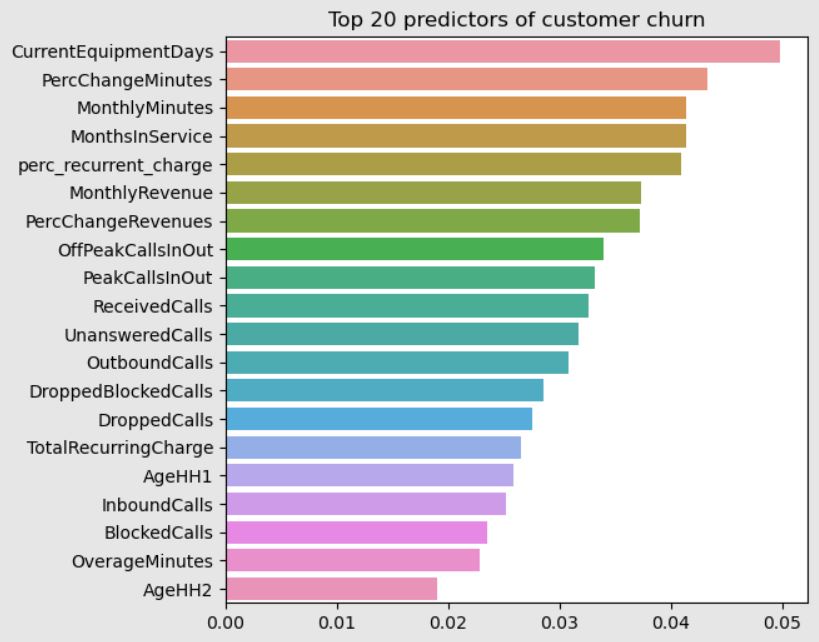 Top 20 predictors of customer churn
CurrentEquipmentDays
PercChangeMinutes
MonthlyMinutes
MonthsInService
perc_recurrent_charge
MonthlyRevenue
PercChangeRevenues
OffPeakCallsInOut
PeakCallsInOut
ReceivedCalls
UnansweredCalls
OutboundCalls
DroppedBlockedCalls
DroppedCalls
TotalRecurringCharge
AgeHH1
InboundCalls
BlockedCalls
OverageMinutes
AgeHH2
0.00 0.01 0.02 0.03 0.04 0.05